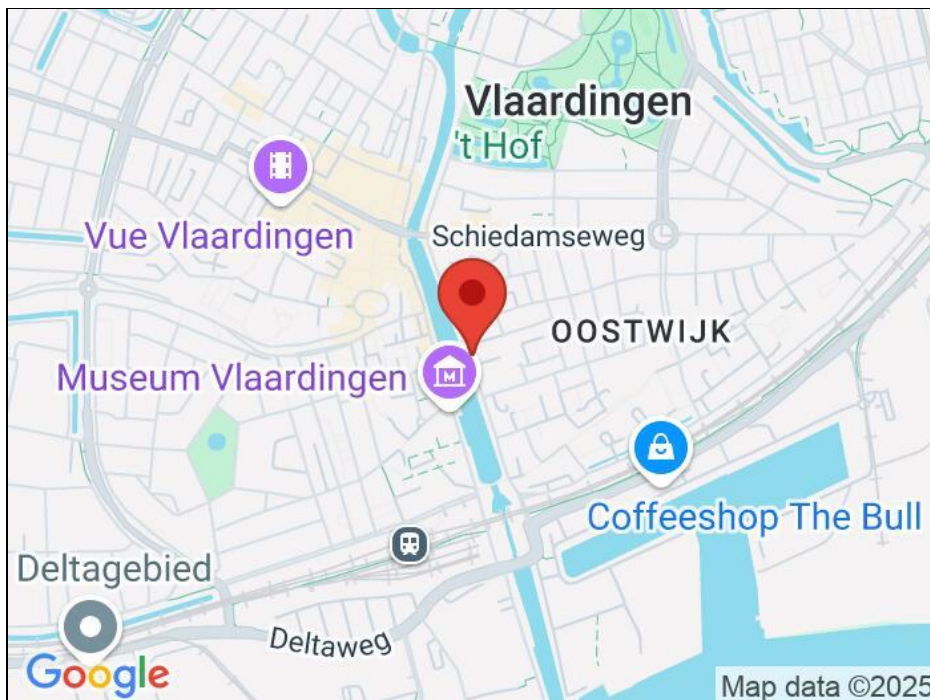 Vlaardingen
't Hof
Vue Vlaardingen
Schiedamseweg
OOSTWIJK
Museum Vlaardingen
M
Coffeeshop The Bull
Deltagebied
Deltaweg
Google
Map data ©2025